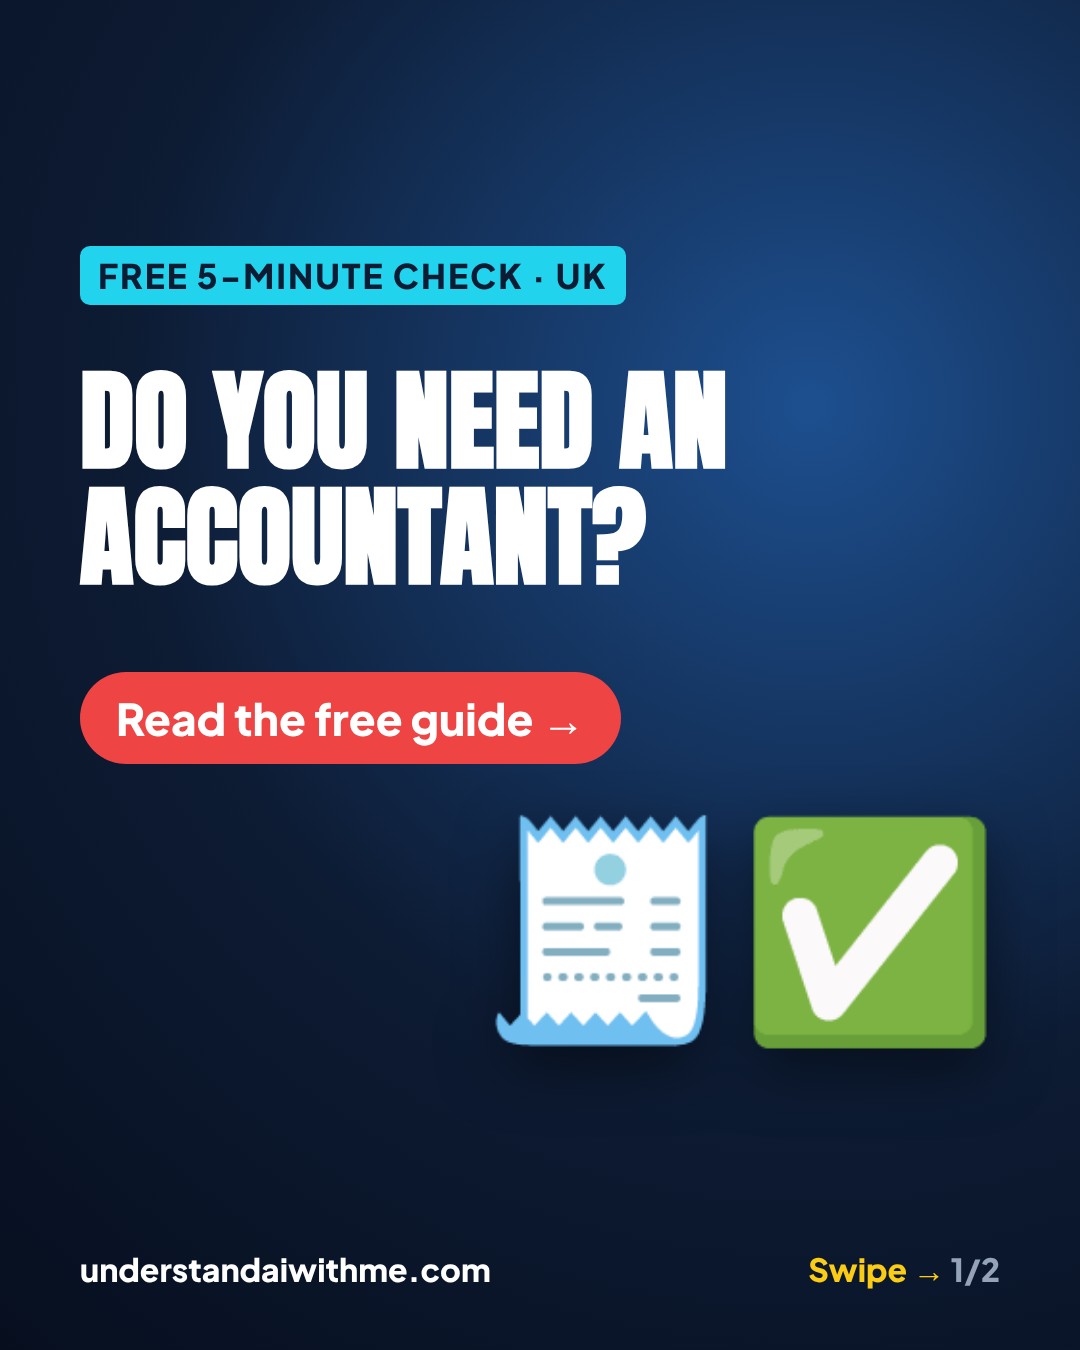 FREE 5-MINUTE CHECK · UK
DO YOU NEED AN
ACCOUNTANT?
Read the free guide →
understandaiwithme.com
Swipe → 1/2